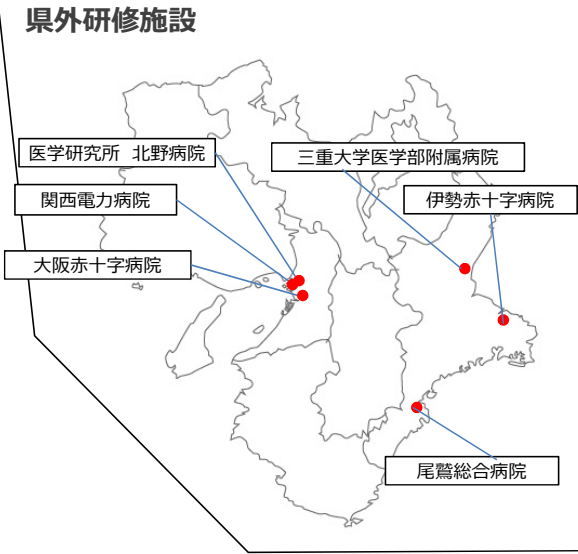 県外研修施設
医学研究所 北野病院
三重大学医学部附属病院
関西電力病院
伊勢赤十字病院
大阪赤十字病院
尾鷲総合病院